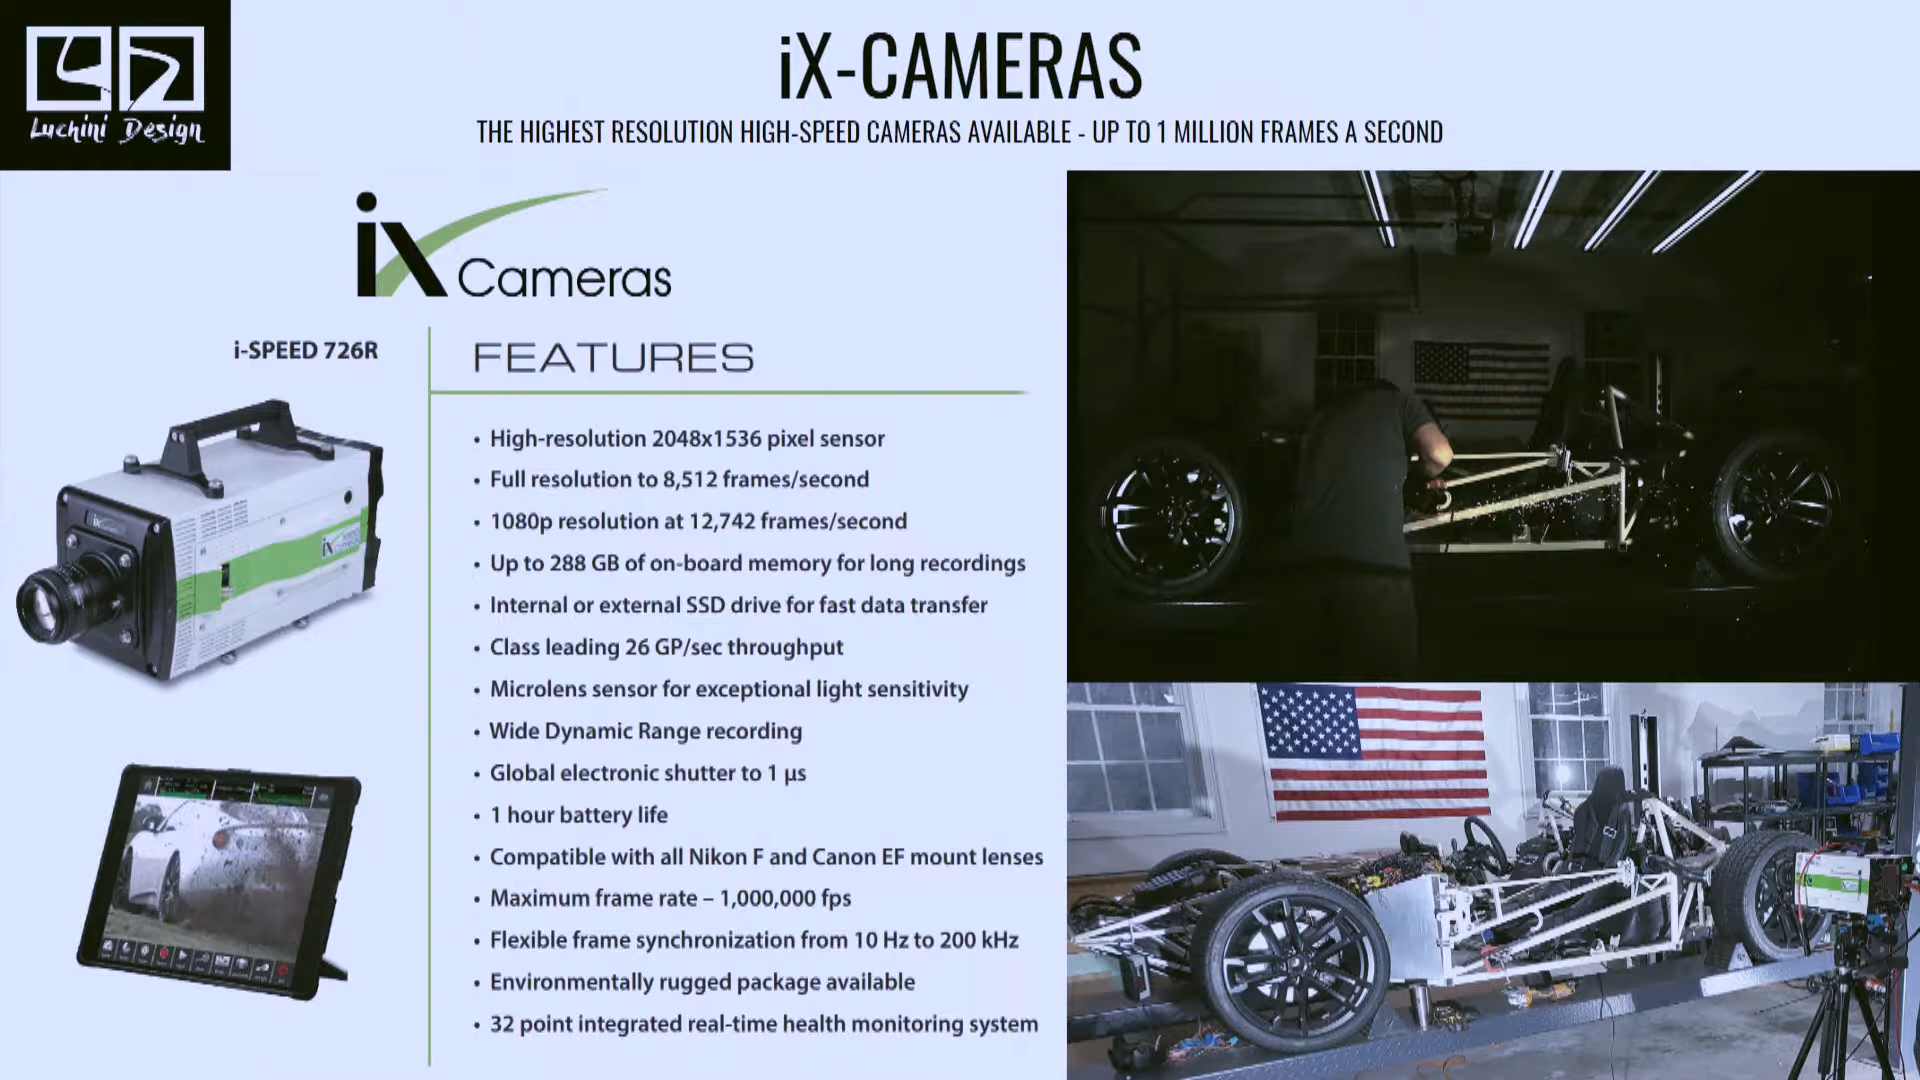 Luchini Design
iX-CAMERAS
THE HIGHEST RESOLUTION HIGH-SPEED CAMERAS AVAILABLE - UP TO 1 MILLION FRAMES A SECOND
iX Cameras
i-SPEED 726R
FEATURES
• High-resolution 2048x1536 pixel sensor
• Full resolution to 8,512 frames/second
• 1080p resolution at 12,742 frames/second
• Up to 288 GB of on-board memory for long recordings
• Internal or external SSD drive for fast data transfer
• Class leading 26 GP/sec throughput
• Microlens sensor for exceptional light sensitivity
• Wide Dynamic Range recording
• Global electronic shutter to 1 µs
• 1 hour battery life
• Compatible with all Nikon F and Canon EF mount lenses
• Maximum frame rate – 1,000,000 fps
• Flexible frame synchronization from 10 Hz to 200 kHz
• Environmentally rugged package available
• 32 point integrated real-time health monitoring system